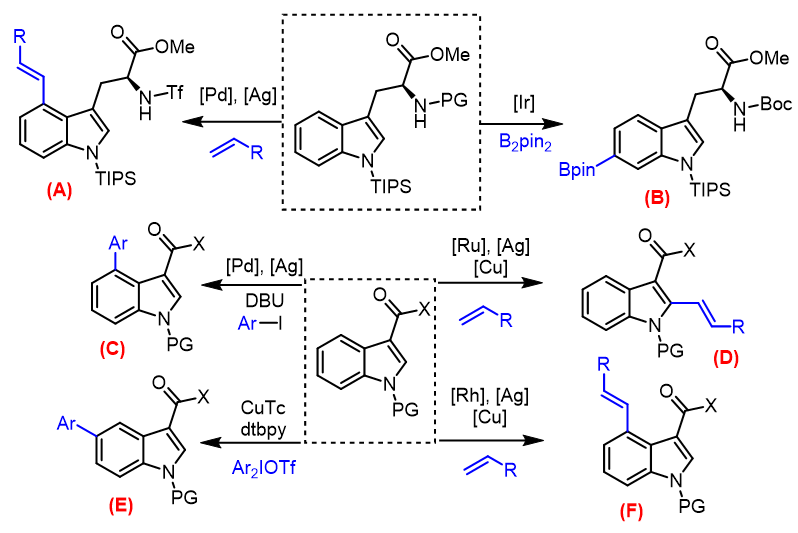 R
O
OMe
N
H
Tf
N
TIPS
(A)
[Pd], [Ag]
R
O
OMe
N
H
PG
N
TIPS
[Ir]
B2pin2
O
OMe
N
H
Boc
Bpin
N
TIPS
(B)
Ar
O
X
N
PG
(C)
[Pd], [Ag]
DBU
Ar—I
O
X
N
PG
[Ru], [Ag]
[Cu]
R
O
X
N
PG
R
(D)
Ar
O
X
N
PG
(E)
CuTc
dtbpy
Ar2IOTf
[Rh], [Ag]
[Cu]
R
R
O
X
N
PG
(F)